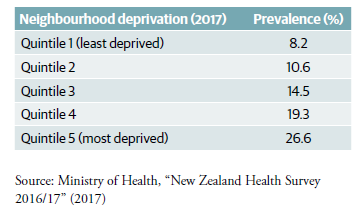 Neighbourhood deprivation (2017) Prevalence (%)
Quintile 1 (least deprived) 8.2
Quintile 2 10.6
Quintile 3 14.5
Quintile 4 19.3
Quintile 5 (most deprived) 26.6
Source: Ministry of Health, “New Zealand Health Survey
2016/17” (2017)